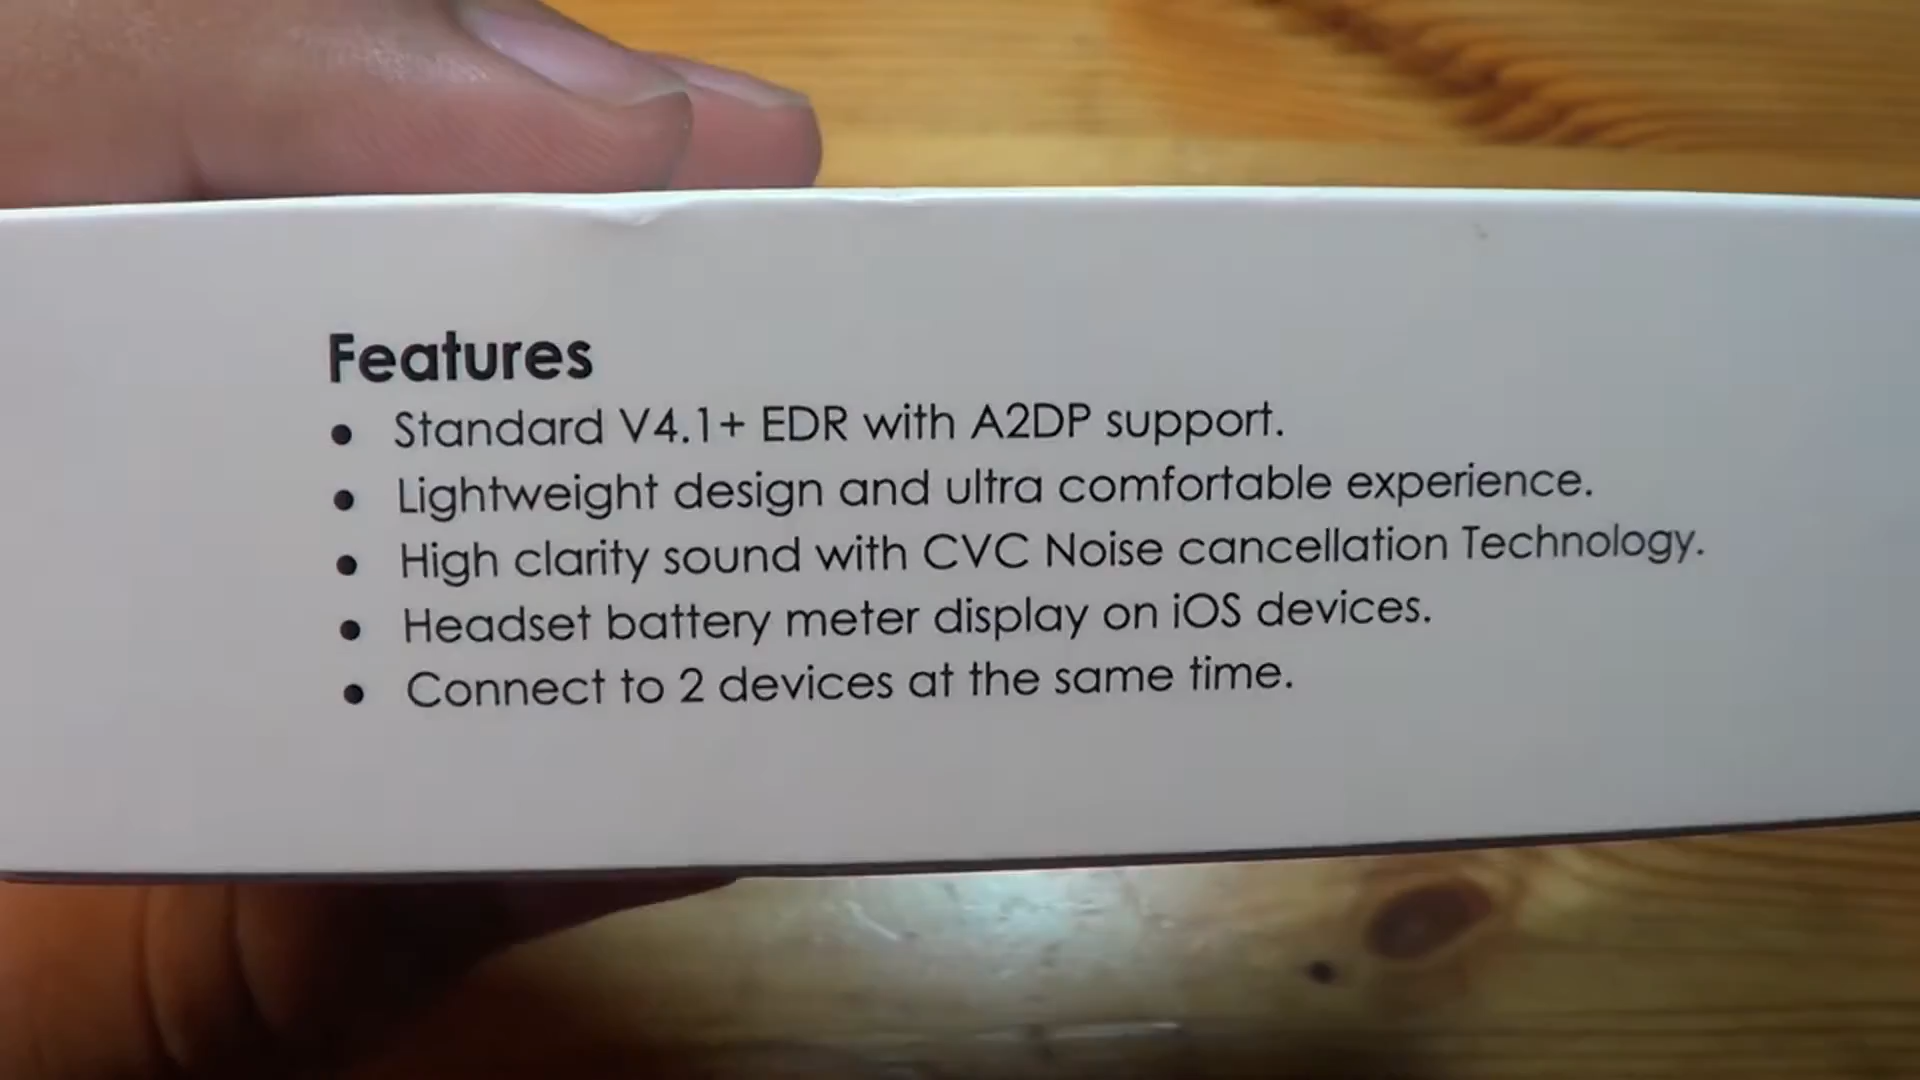 Features
• Standard V4.1+ EDR with A2DP support.
• Lightweight design and ultra comfortable experience.
• High clarity sound with CVC Noise cancellation Technology.
• Headset battery meter display on iOS devices.
• Connect to 2 devices at the same time.